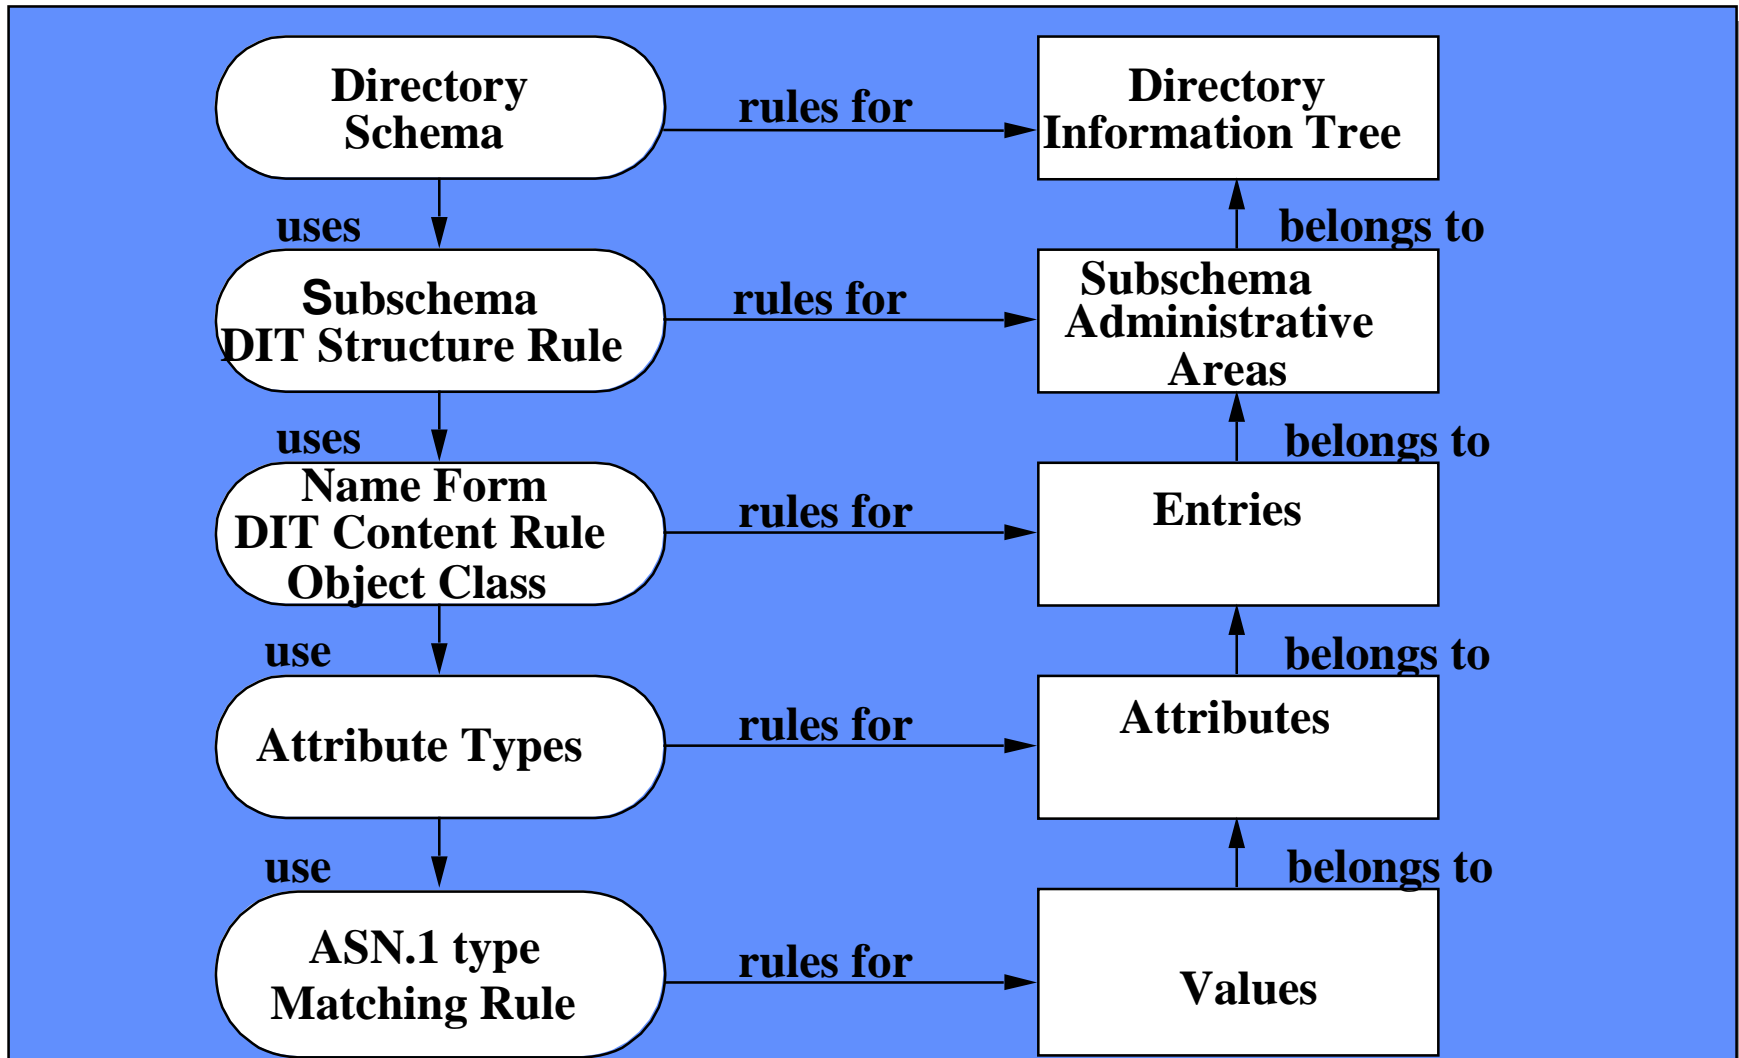 Directory
Schema
rules for
Directory
Information Tree
uses
belongs to
Subschema
DIT Structure Rule
rules for
Subschema
Administrative
Areas
uses
belongs to
Name Form
DIT Content Rule
Object Class
rules for
Entries
use
belongs to
Attribute Types
rules for
Attributes
use
belongs to
ASN.1 type
Matching Rule
rules for
Values